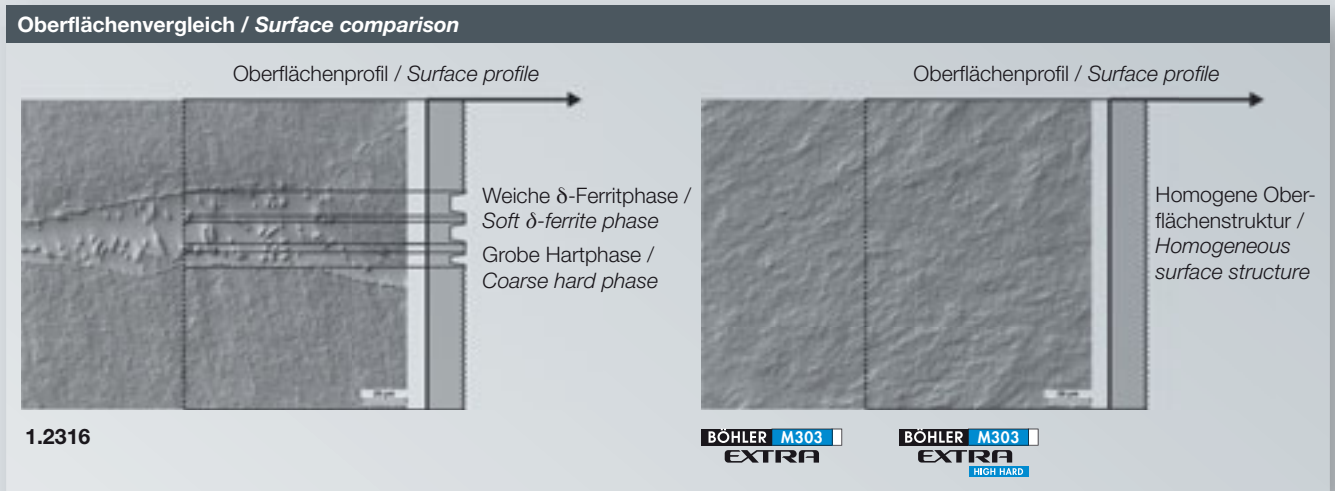 Oberflächenvergleich / Surface comparison
Oberflächenprofil / Surface profile
Weiche δ-Ferritphase /
Soft δ-ferrite phase
Grobe Hartphase /
Coarse hard phase
1.2316
Oberflächenprofil / Surface profile
Homogene Ober-
flächenstruktur /
Homogeneous
surface structure
BÖHLER M303
EXTRA
BÖHLER M303
EXTRA
HIGH HARD